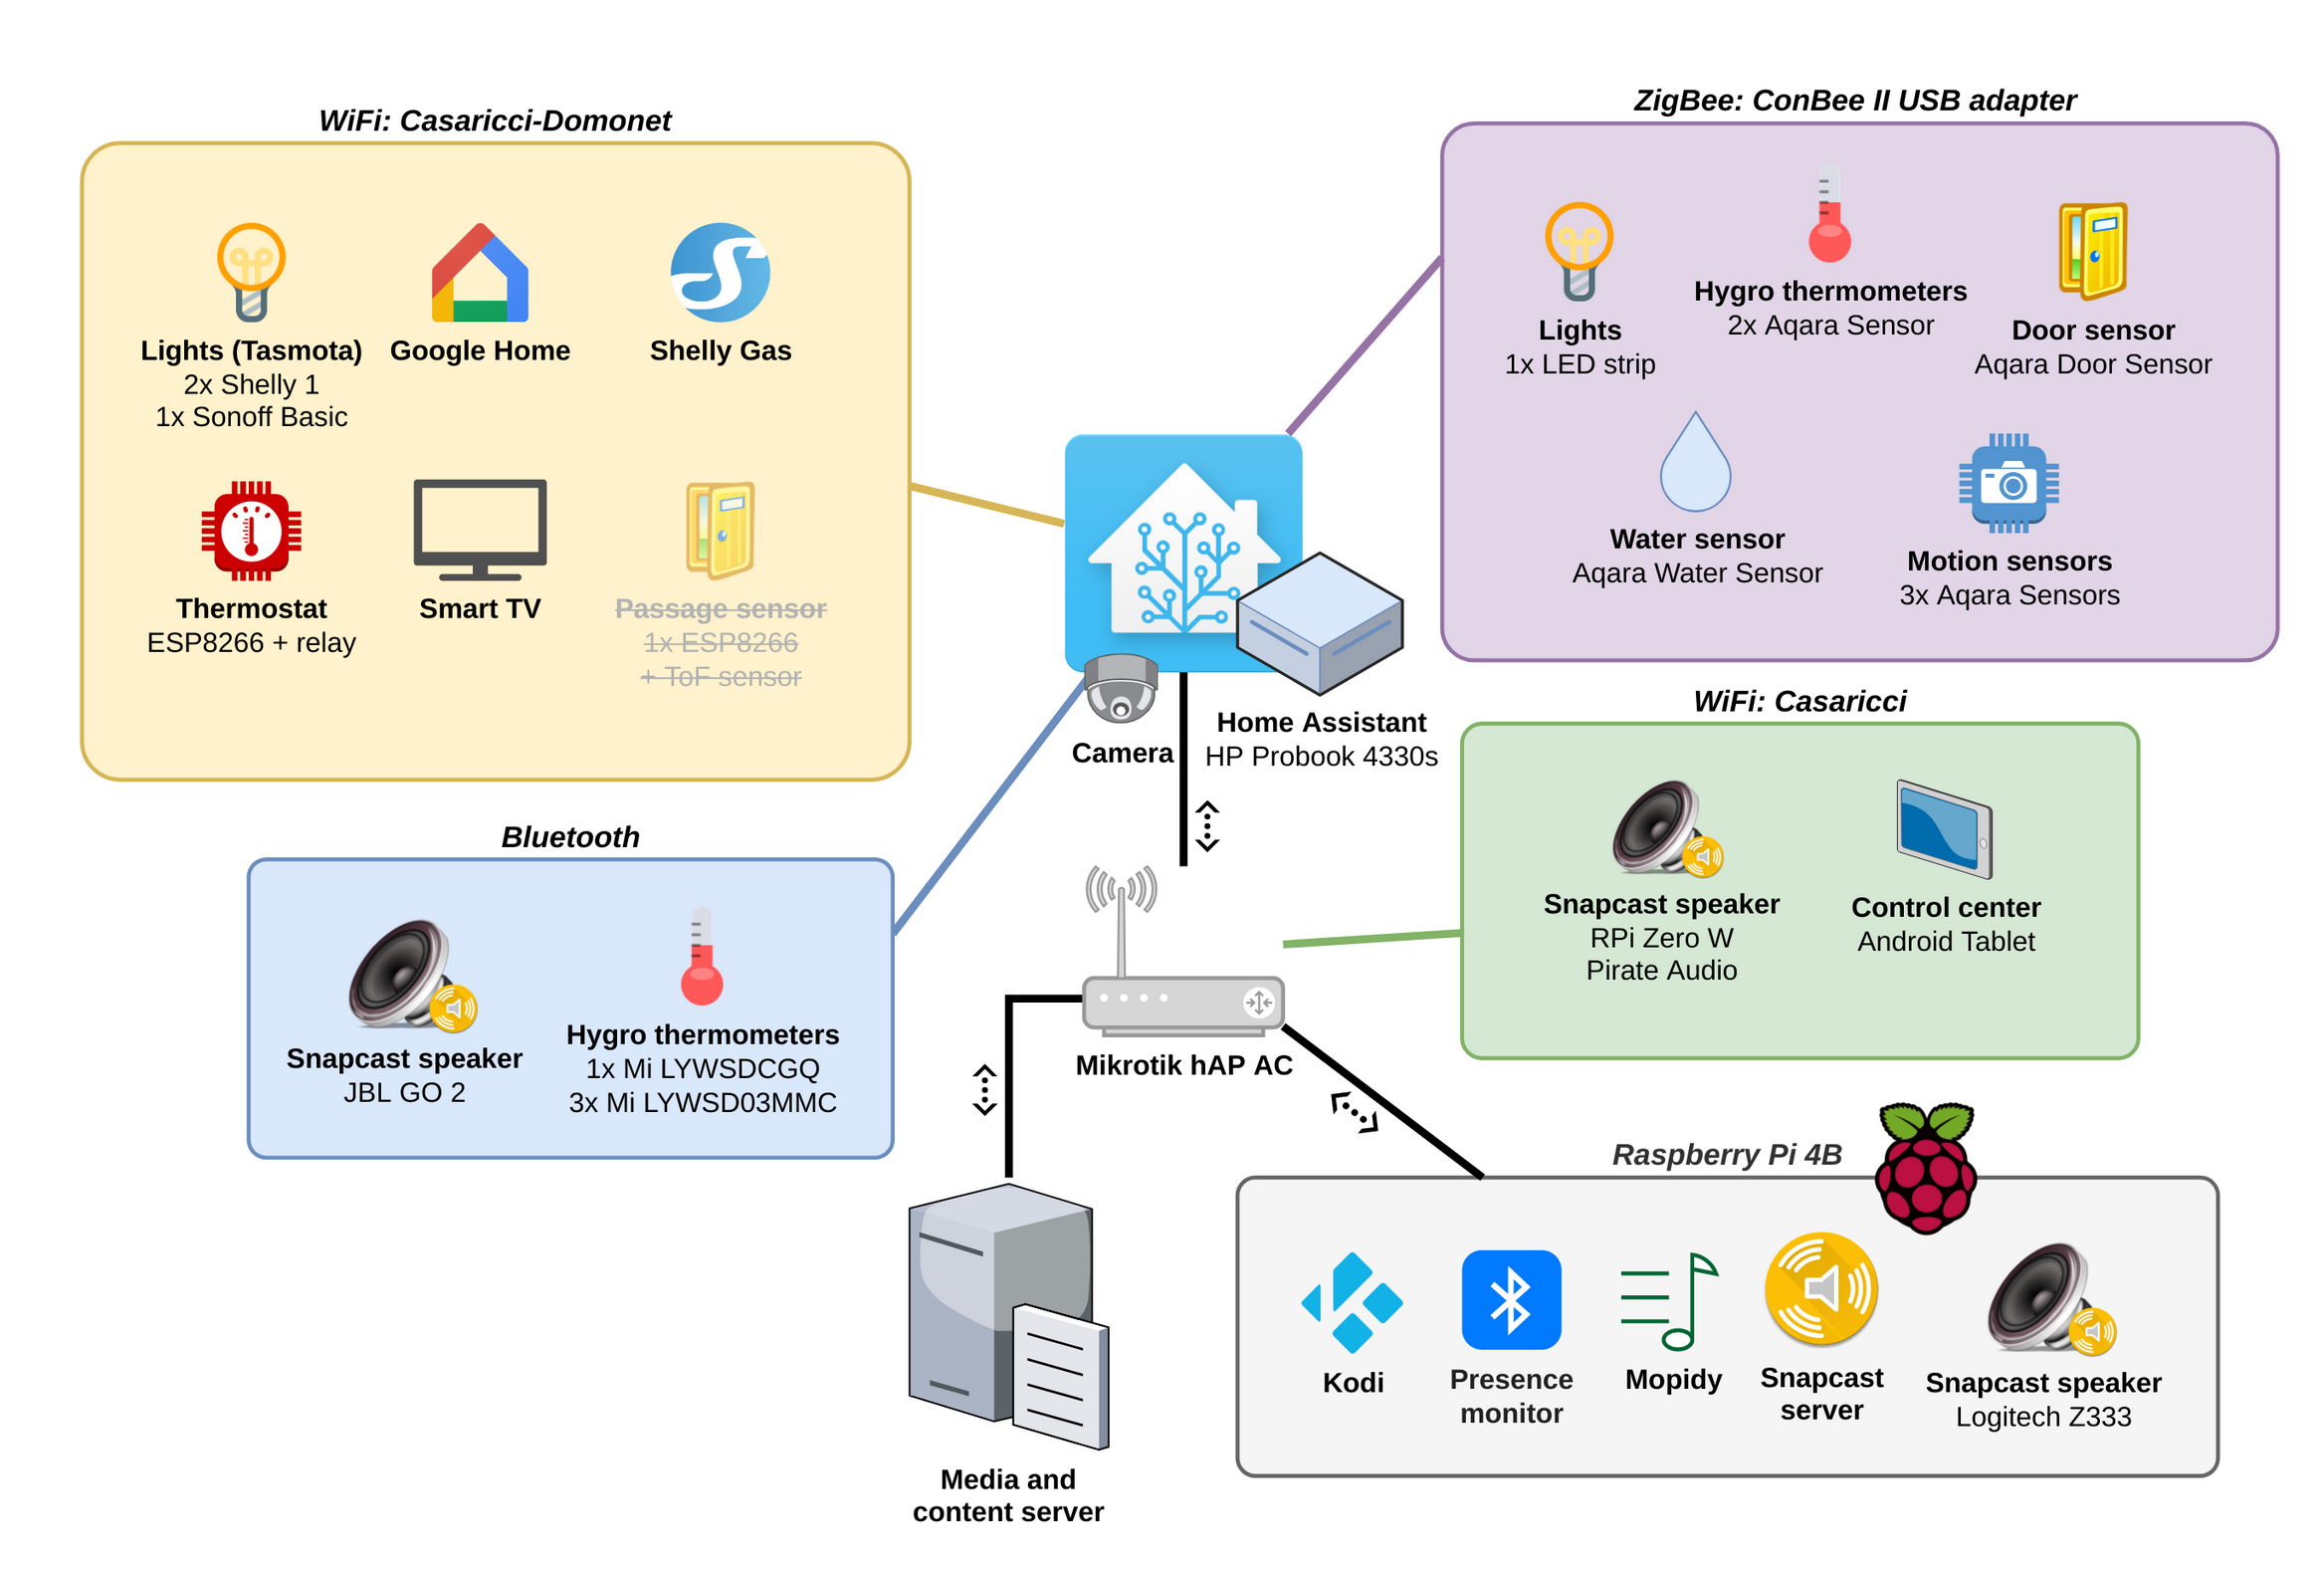 WiFi: Casaricci-Domonet
Lights (Tasmota)
2x Shelly 1
1x Sonoff Basic
Google Home
Shelly Gas
Thermostat
ESP8266 + relay
Smart TV
Passage sensor
1x ESP8266
+ ToF sensor
ZigBee: ConBee II USB adapter
Lights
1x LED strip
Hygro thermometers
2x Aqara Sensor
Door sensor
Aqara Door Sensor
Water sensor
Aqara Water Sensor
Motion sensors
3x Aqara Sensors
Camera
Home Assistant
HP Probook 4330s
WiFi: Casaricci
Snapcast speaker
RPi Zero W
Pirate Audio
Control center
Android Tablet
Bluetooth
Snapcast speaker
JBL GO 2
Hygro thermometers
1x Mi LYWSDCGQ
3x Mi LYWSD03MMC
Mikrotik hAP AC
Media and
content server
Raspberry Pi 4B
Kodi
Presence
monitor
Mopidy
Snapcast
server
Snapcast speaker
Logitech Z333